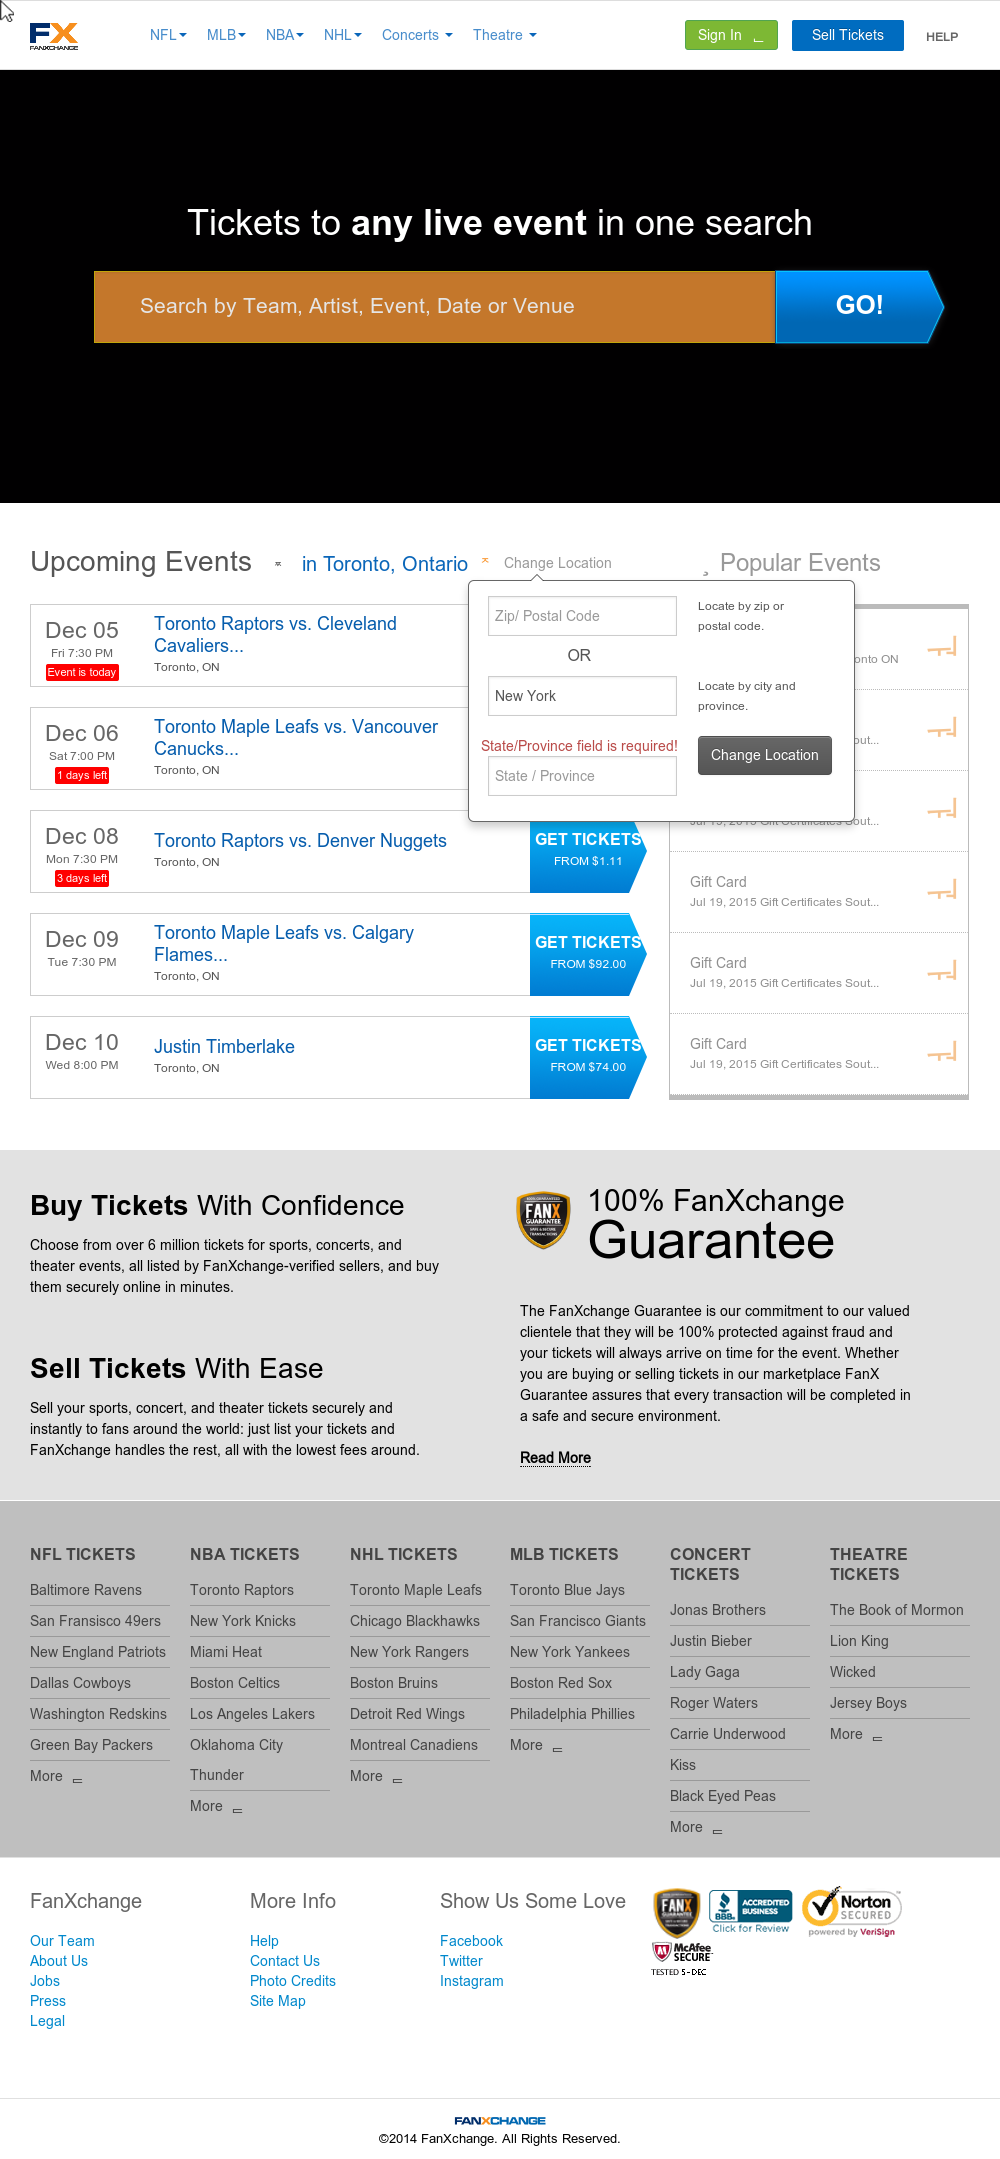 FX
FANXCHANGE
NFL MLB NBA NHL Concerts Theatre
Sign In
Sell Tickets
HELP
Tickets to any live event in one search
Search by Team, Artist, Event, Date or Venue
GO!
Upcoming Events
in Toronto, Ontario
Change Location
Zip/ Postal Code
Locate by zip or
postal code.
OR
New York
Locate by city and
province.
State/Province field is required!
State / Province
Change Location
Dec 05
Fri 7:30 PM
Event is today
Toronto Raptors vs. Cleveland
Cavaliers...
Toronto, ON
Dec 06
Sat 7:00 PM
1 days left
Toronto Maple Leafs vs. Vancouver
Canucks...
Toronto, ON
Dec 08
Mon 7:30 PM
3 days left
Toronto Raptors vs. Denver Nuggets
Toronto, ON
GET TICKETS
FROM $1.11
Dec 09
Tue 7:30 PM
Toronto Maple Leafs vs. Calgary
Flames...
Toronto, ON
GET TICKETS
FROM $92.00
Dec 10
Wed 8:00 PM
Justin Timberlake
Toronto, ON
GET TICKETS
FROM $74.00
Popular Events
onto ON
out...
Jul 19, 2015 Gift Certificates Sout...
Gift Card
Jul 19, 2015 Gift Certificates Sout...
Gift Card
Jul 19, 2015 Gift Certificates Sout...
Gift Card
Jul 19, 2015 Gift Certificates Sout...
Buy Tickets With Confidence
Choose from over 6 million tickets for sports, concerts, and
theater events, all listed by FanXchange-verified sellers, and buy
them securely online in minutes.
Sell Tickets With Ease
Sell your sports, concert, and theater tickets securely and
instantly to fans around the world: just list your tickets and
FanXchange handles the rest, all with the lowest fees around.
FANX
GUARANTEE
100% FanXchange
Guarantee
The FanXchange Guarantee is our commitment to our valued
clientele that they will be 100% protected against fraud and
your tickets will always arrive on time for the event. Whether
you are buying or selling tickets in our marketplace FanX
Guarantee assures that every transaction will be completed in
a safe and secure environment.
Read More
NFL TICKETS
Baltimore Ravens
San Fransisco 49ers
New England Patriots
Dallas Cowboys
Washington Redskins
Green Bay Packers
More
NBA TICKETS
Toronto Raptors
New York Knicks
Miami Heat
Boston Celtics
Los Angeles Lakers
Oklahoma City
Thunder
More
NHL TICKETS
Toronto Maple Leafs
Chicago Blackhawks
New York Rangers
Boston Bruins
Detroit Red Wings
Montreal Canadiens
More
MLB TICKETS
Toronto Blue Jays
San Francisco Giants
New York Yankees
Boston Red Sox
Philadelphia Phillies
More
CONCERT
TICKETS
Jonas Brothers
Justin Bieber
Lady Gaga
Roger Waters
Carrie Underwood
Kiss
Black Eyed Peas
More
THEATRE
TICKETS
The Book of Mormon
Lion King
Wicked
Jersey Boys
More
FanXchange
Our Team
About Us
Jobs
Press
Legal
More Info
Help
Contact Us
Photo Credits
Site Map
Show Us Some Love
Facebook
Twitter
Instagram
FANX
GUARANTEE
BBB.
ACCREDITED
BUSINESS
Click for Review
Norton
SECURED
powered by VeriSign
McAfee
SECURE
TESTED 5-DEC
FANXCHANGE
©2014 FanXchange. All Rights Reserved.